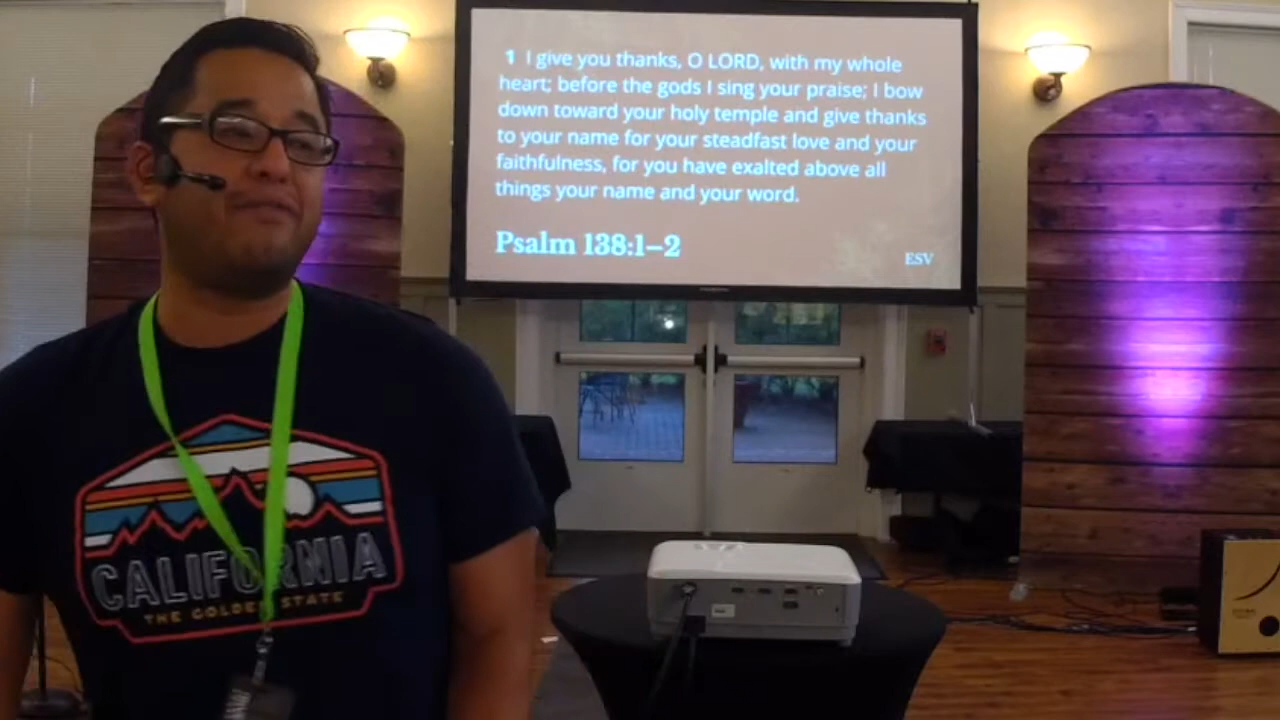 1 I give you thanks, O LORD, with my whole
heart; before the gods I sing your praise; I bow
down toward your holy temple and give thanks
to your name for your steadfast love and your
faithfulness, for you have exalted above all
things your name and your word.
Psalm 138:1–2
ESV
CALIFORNIA
THE GOLDEN STATE